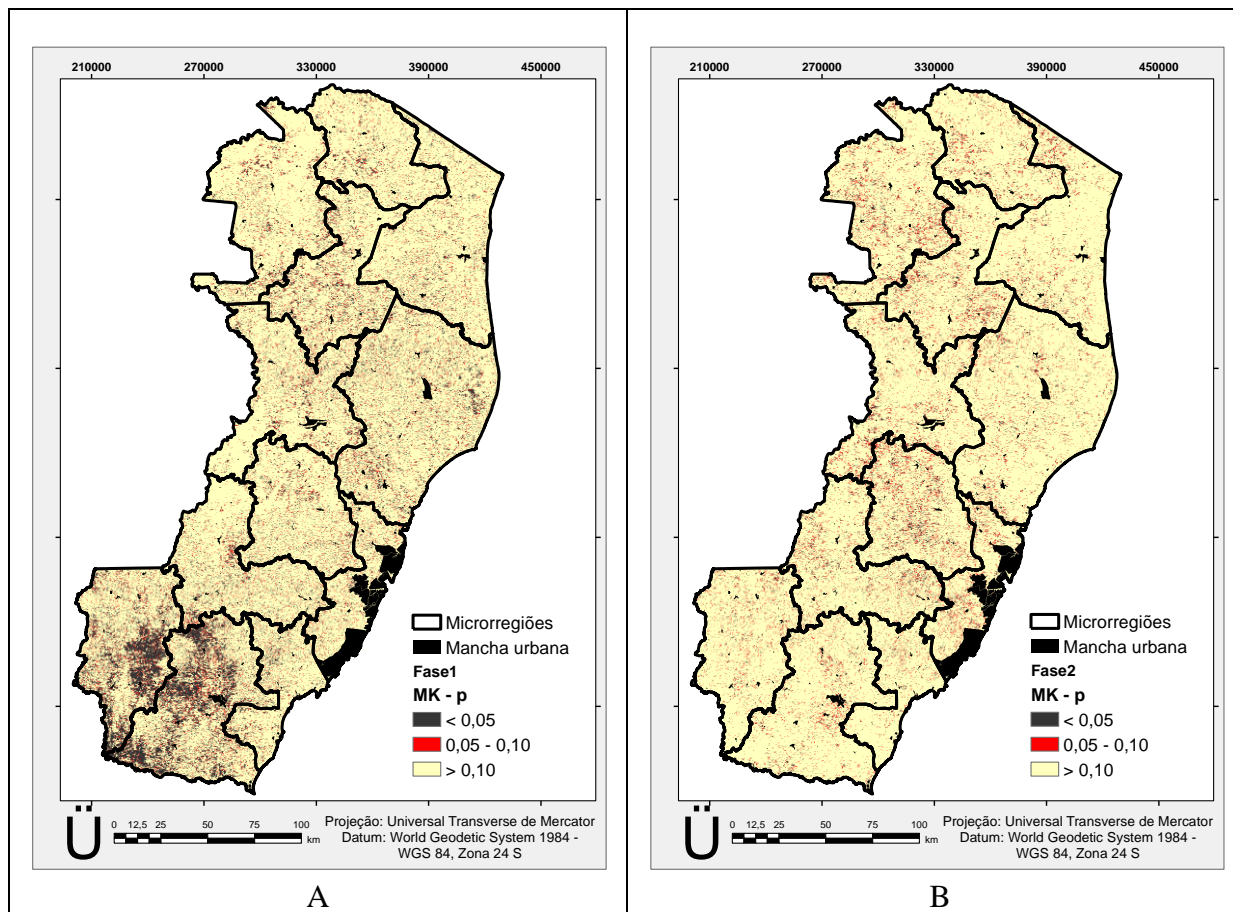 210000 270000 330000 390000 450000
Microrregiões
Mancha urbana
Fase1
MK - p
< 0,05
0,05 - 0,10
> 0,10
Ü
0 12,5 25 50 75 100
km
Projeção: Universal Transverse de Mercator
Datum: World Geodetic System 1984 -
WGS 84, Zona 24 S
A
210000 270000 330000 390000 450000
Microrregiões
Mancha urbana
Fase2
MK - p
< 0,05
0,05 - 0,10
> 0,10
Ü
0 12,5 25 50 75 100
km
Projeção: Universal Transverse de Mercator
Datum: World Geodetic System 1984 -
WGS 84, Zona 24 S
B